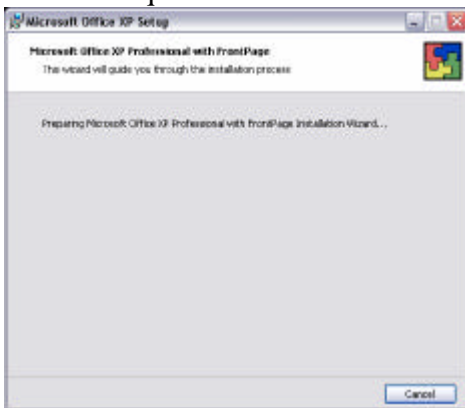 Microsoft Office XP Setup
Microsoft Office XP Professional with FrontPage
This wizard will guide you through the installation process
Preparing Microsoft Office XP Professional with FrontPage Installation Wizard...
Cancel